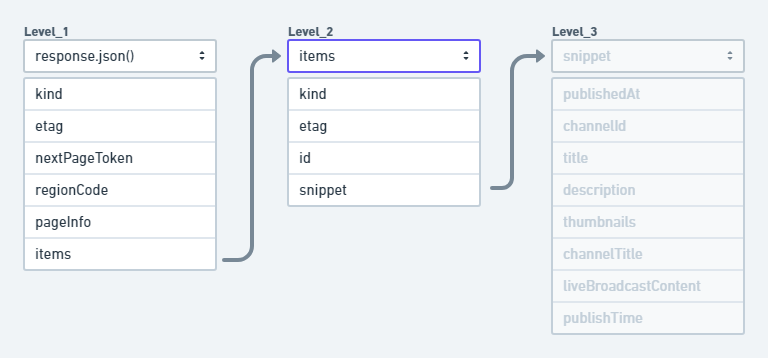 Level_1
response.json()
kind
etag
nextPageToken
regionCode
pageInfo
items
Level_2
items
kind
etag
id
snippet
Level_3
snippet
publishedAt
channelId
title
description
thumbnails
channelTitle
liveBroadcastContent
publishTime